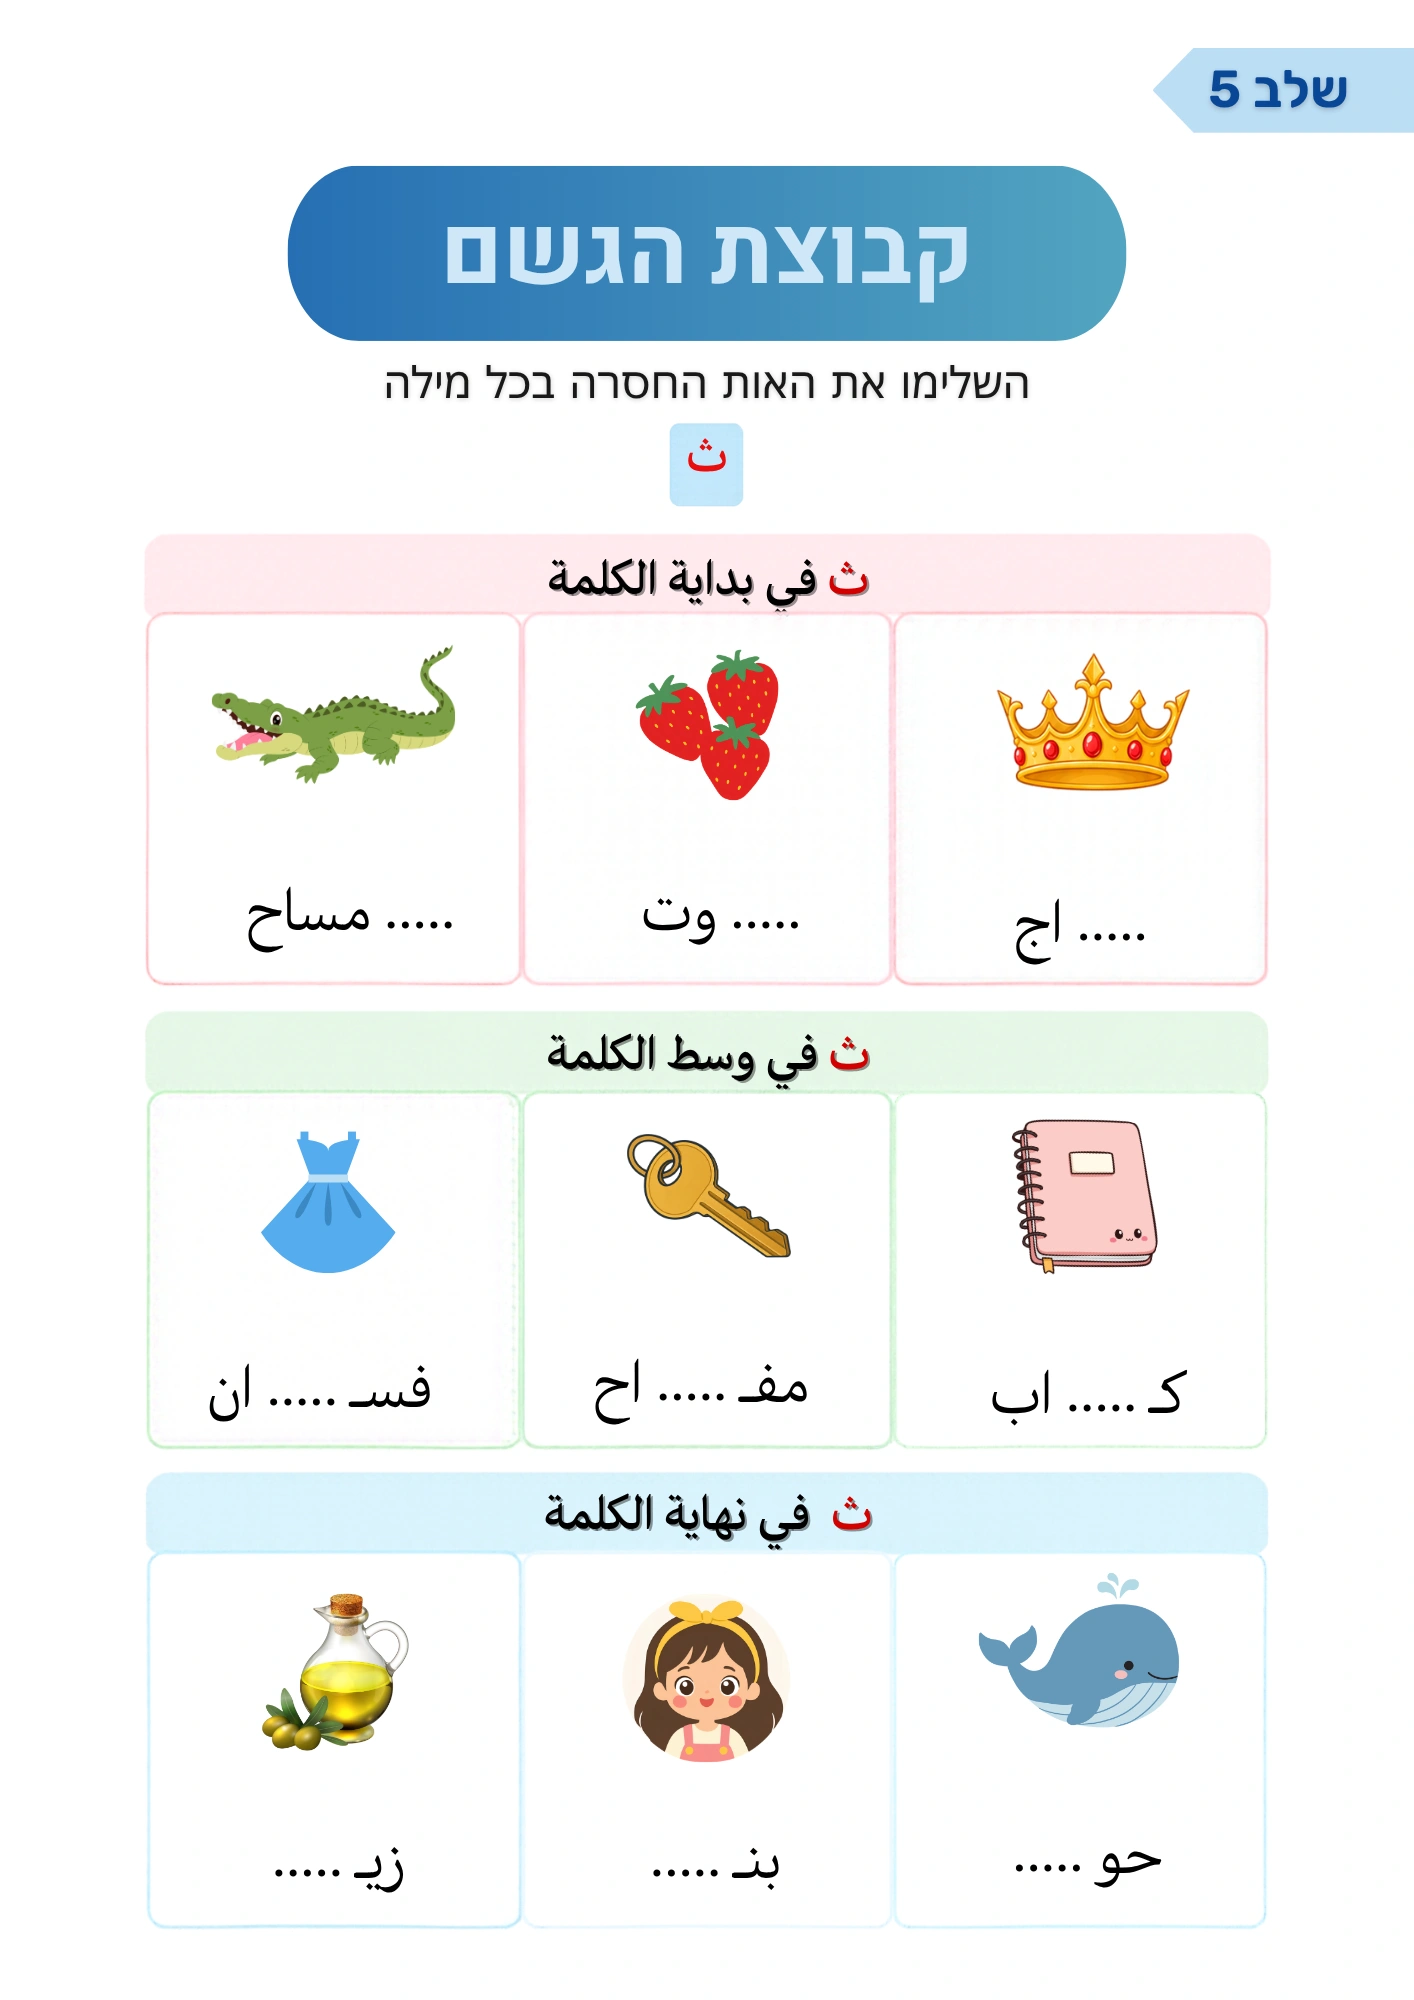 שלב 5
קבוצת הגשם
השלימו את האות החסרה בכל מילה
ث
ث في بداية الكلمة
..... اج
..... وت
..... مساح
ث في وسط الكلمة
كـ ..... اب
مفـ ..... اح
فسـ ..... ان
ث في نهاية الكلمة
حو .....
بنـ .....
زيـ .....